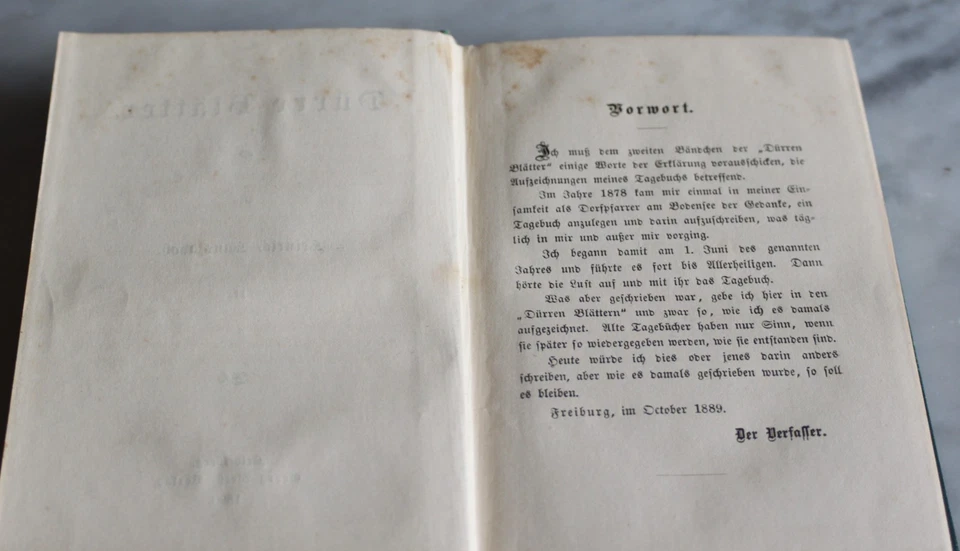 Vorwort.
Ich muß dem zweiten Bändchen der „Dürren
Blätter“ einige Worte der Erklärung vorausschicken, die
Aufzeichnungen meines Tagebuchs betreffend.
Im Jahre 1878 kam mir einmal in meiner Ein-
samkeit als Dorfpfarrer am Bodensee der Gedanke, ein
Tagebuch anzulegen und darin aufzuschreiben, was täg-
lich in mir und außer mir vorging.
Ich begann damit am 1. Juni des genannten
Jahres und führte es fort bis Allerheiligen. Dann
hörte die Lust auf und mit ihr das Tagebuch.
Was aber geschrieben war, gebe ich hier in den
„Dürren Blättern“ und zwar so, wie ich es damals
aufgezeichnet. Alte Tagebücher haben nur Sinn, wenn
sie später so wiedergegeben werden, wie sie entstanden sind.
Heute würde ich dies oder jenes darin anders
schreiben, aber wie es damals geschrieben wurde, so soll
es bleiben.
Freiburg, im October 1889.
Der Verfasser.